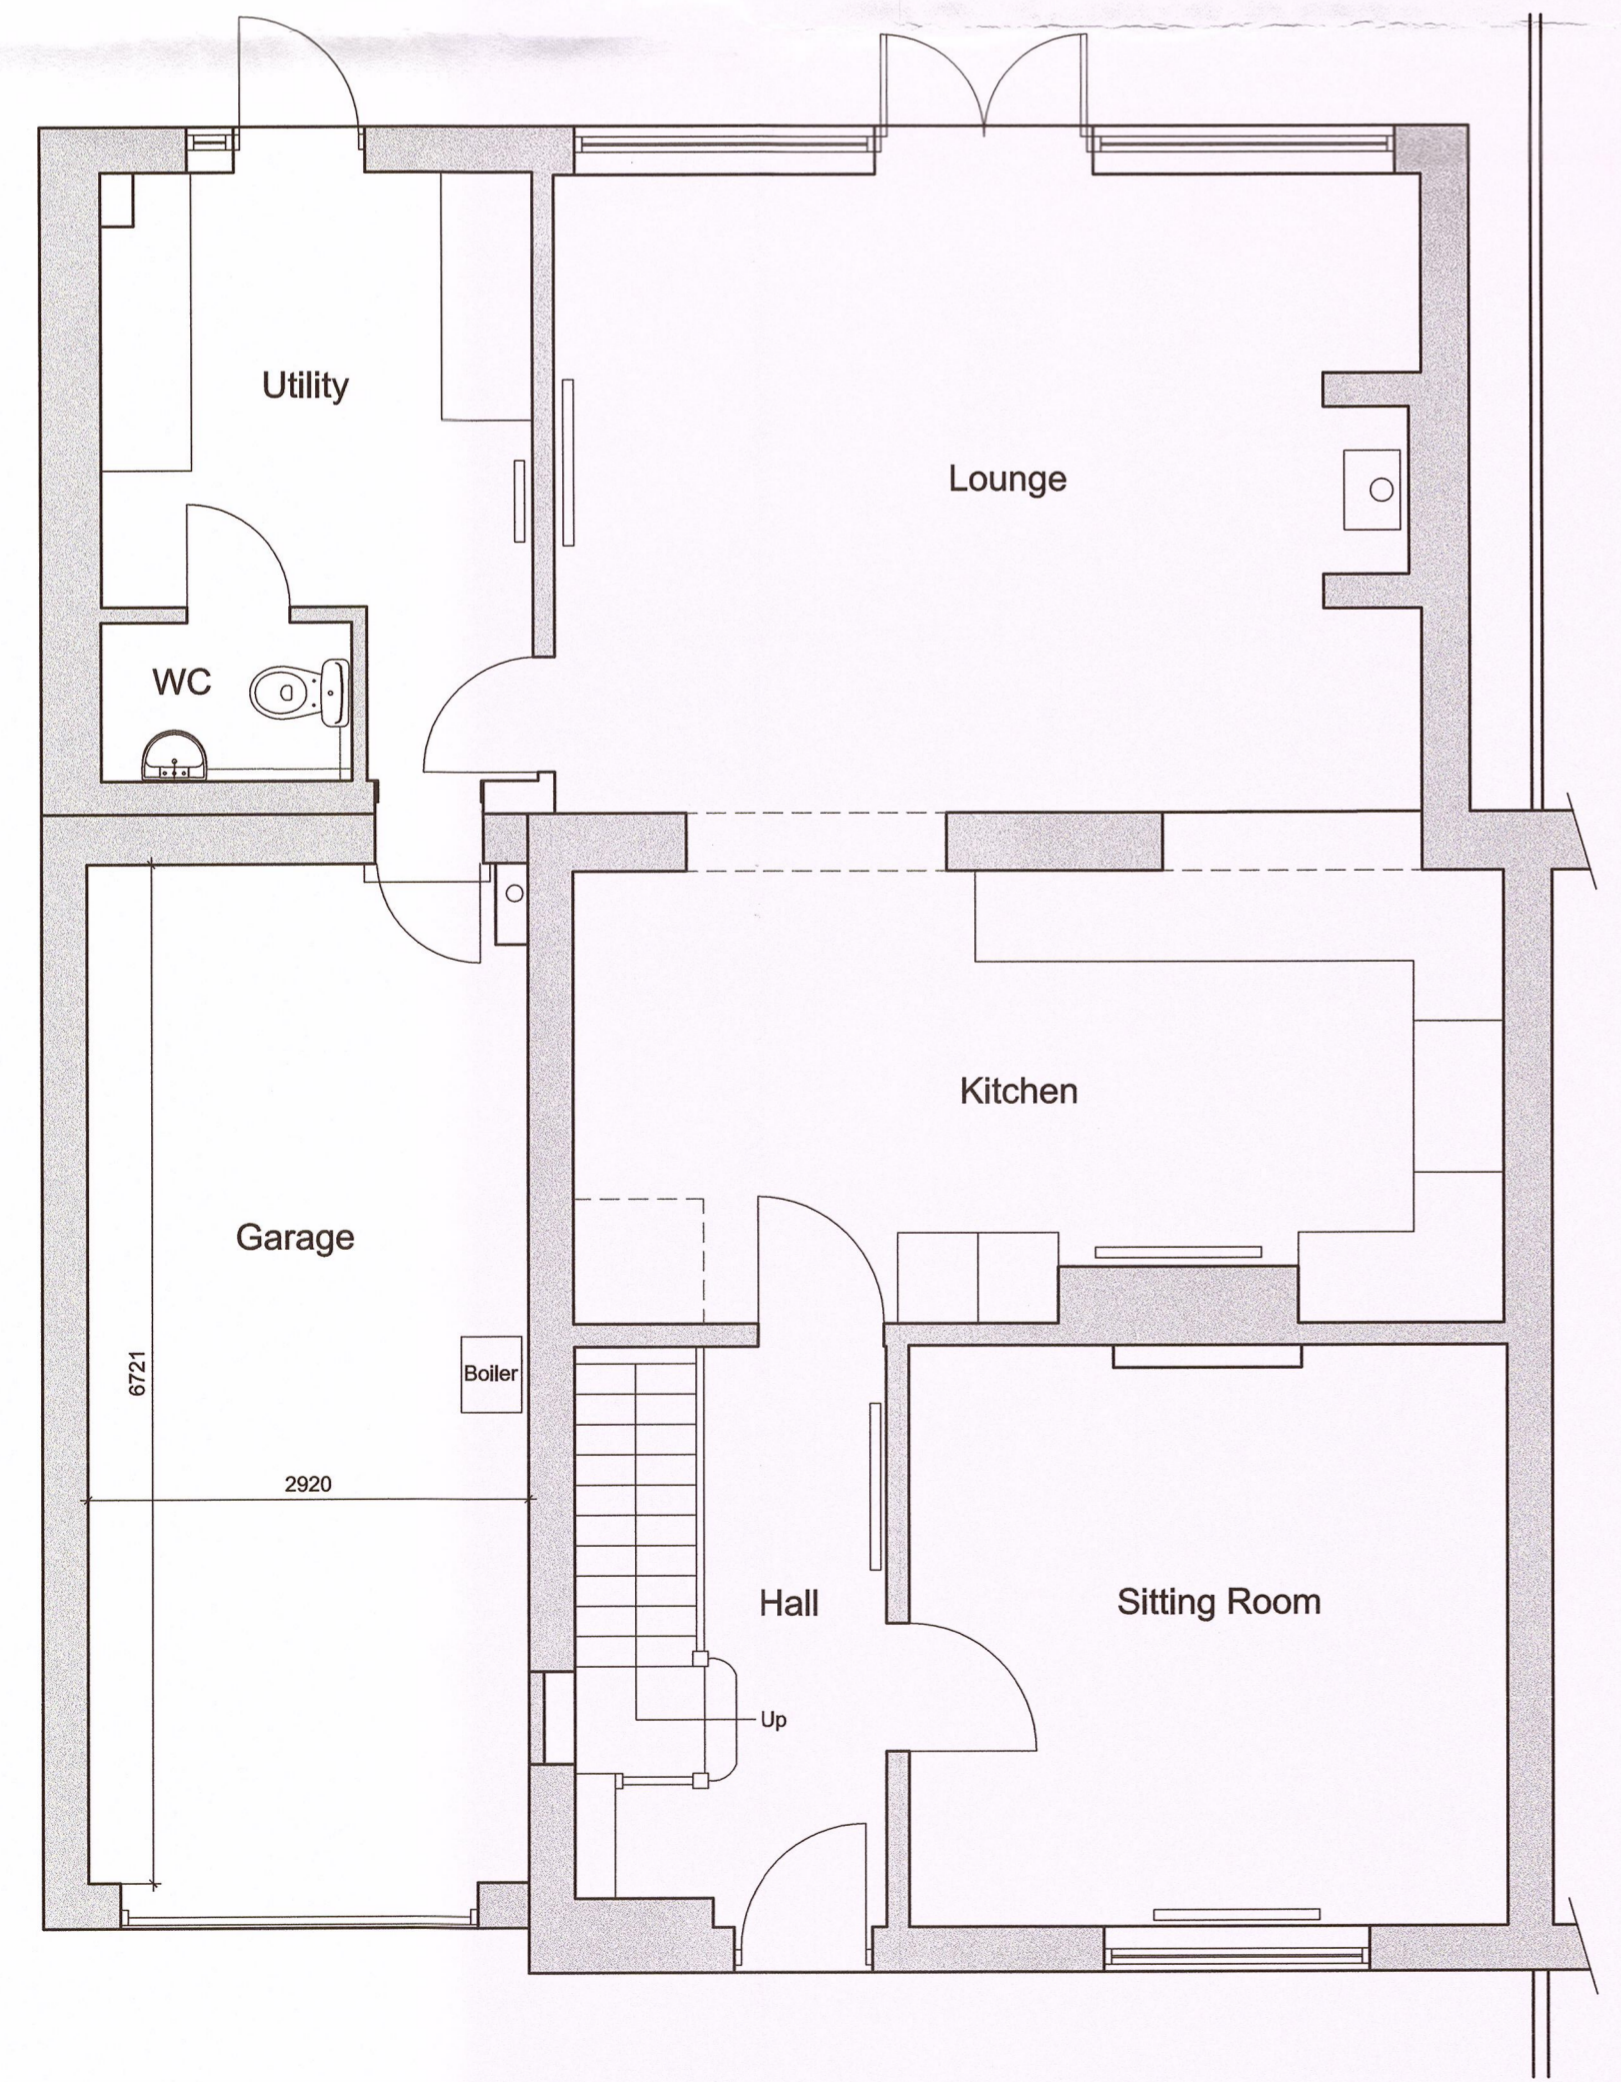 Utility
Lounge
WC
Kitchen
Garage
6721
Boiler
2920
Hall
Sitting Room
Up